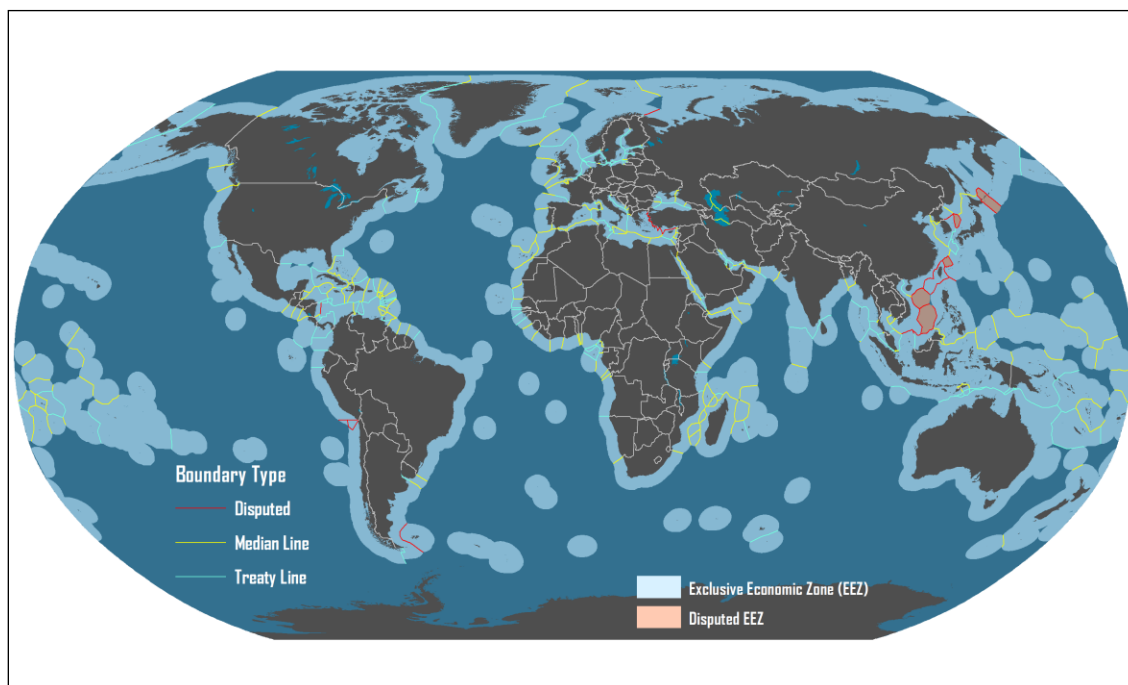 Boundary Type
Disputed
Median Line
Treaty Line
Exclusive Economic Zone (EEZ)
Disputed EEZ